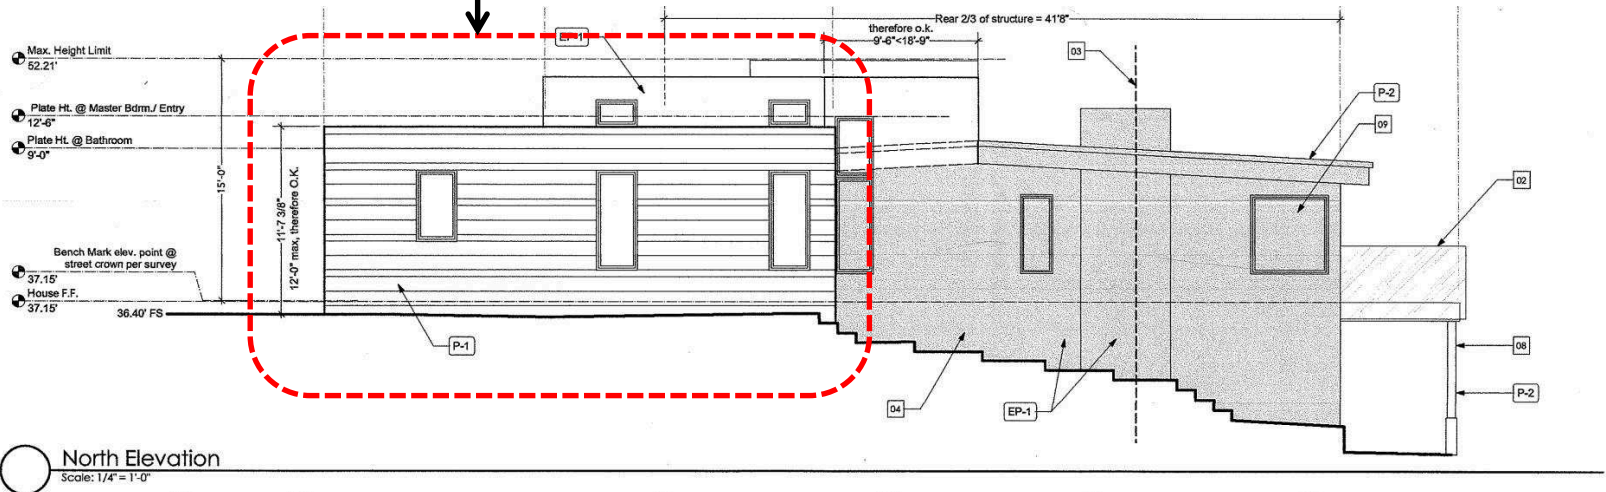 Rear 2/3 of structure = 41'8"
therefore o.k.
9'-6"<18'-9"
EP-1
03
Max. Height Limit
52.21'
P-2
Plate Ht. @ Master Bdrm./ Entry
12'-6"
09
Plate Ht. @ Bathroom
9'-0"
15'-0"
11'-7 3/8"
12'-0" max, therefore O.K.
02
Bench Mark elev. point @
street crown per survey
37.15'
House F.F.
37.15'
36.40' FS
P-1
08
P-2
04
EP-1
North Elevation
Scale: 1/4" = 1'-0"